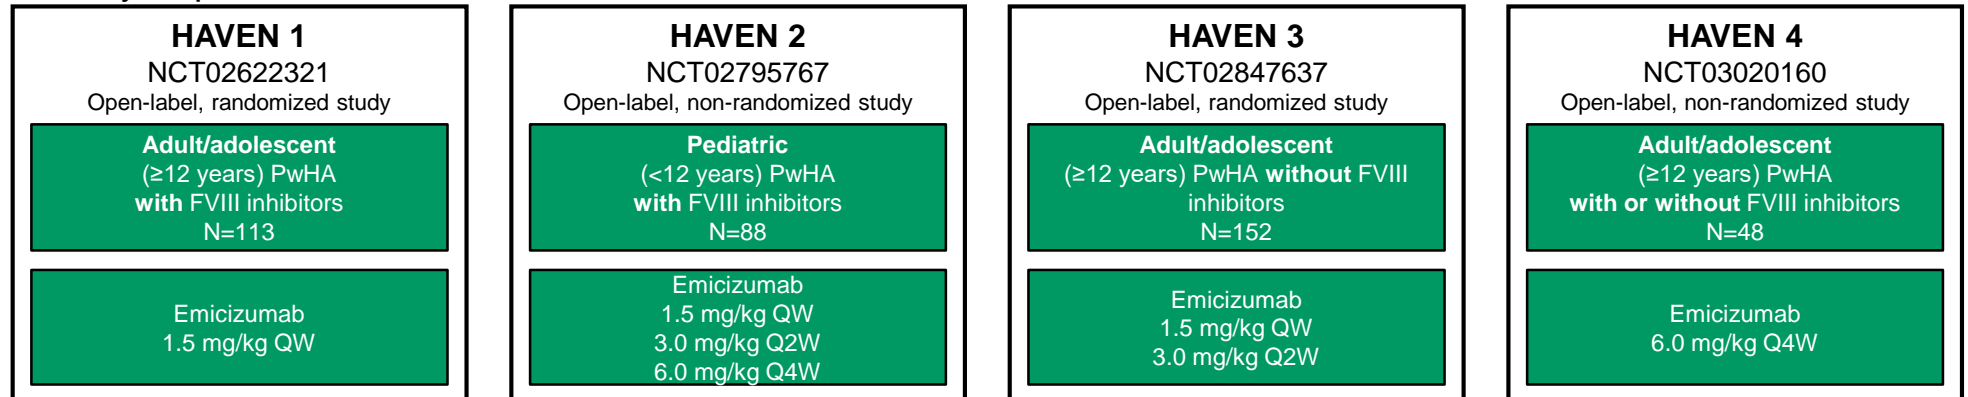 HAVEN 1
NCT02622321
Open-label, randomized study
Adult/adolescent
(≥12 years) PwHA
with FVIII inhibitors
N=113
Emicizumab
1.5 mg/kg QW
HAVEN 2
NCT02795767
Open-label, non-randomized study
Pediatric
(<12 years) PwHA
with FVIII inhibitors
N=88
Emicizumab
1.5 mg/kg QW
3.0 mg/kg Q2W
6.0 mg/kg Q4W
HAVEN 3
NCT02847637
Open-label, randomized study
Adult/adolescent
(≥12 years) PwHA without FVIII
inhibitors
N=152
Emicizumab
1.5 mg/kg QW
3.0 mg/kg Q2W
HAVEN 4
NCT03020160
Open-label, non-randomized study
Adult/adolescent
(≥12 years) PwHA
with or without FVIII inhibitors
N=48
Emicizumab
6.0 mg/kg Q4W